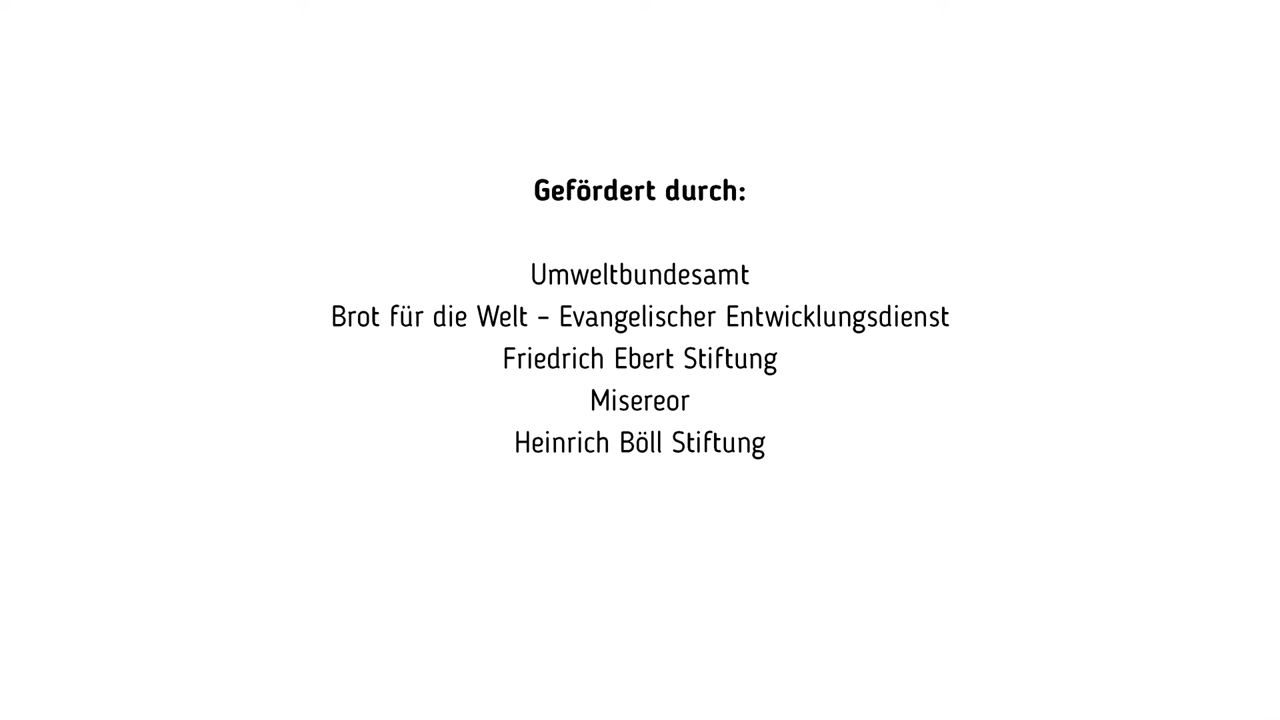 Gefördert durch:
Umweltbundesamt
Brot für die Welt – Evangelischer Entwicklungsdienst
Friedrich Ebert Stiftung
Misereor
Heinrich Böll Stiftung